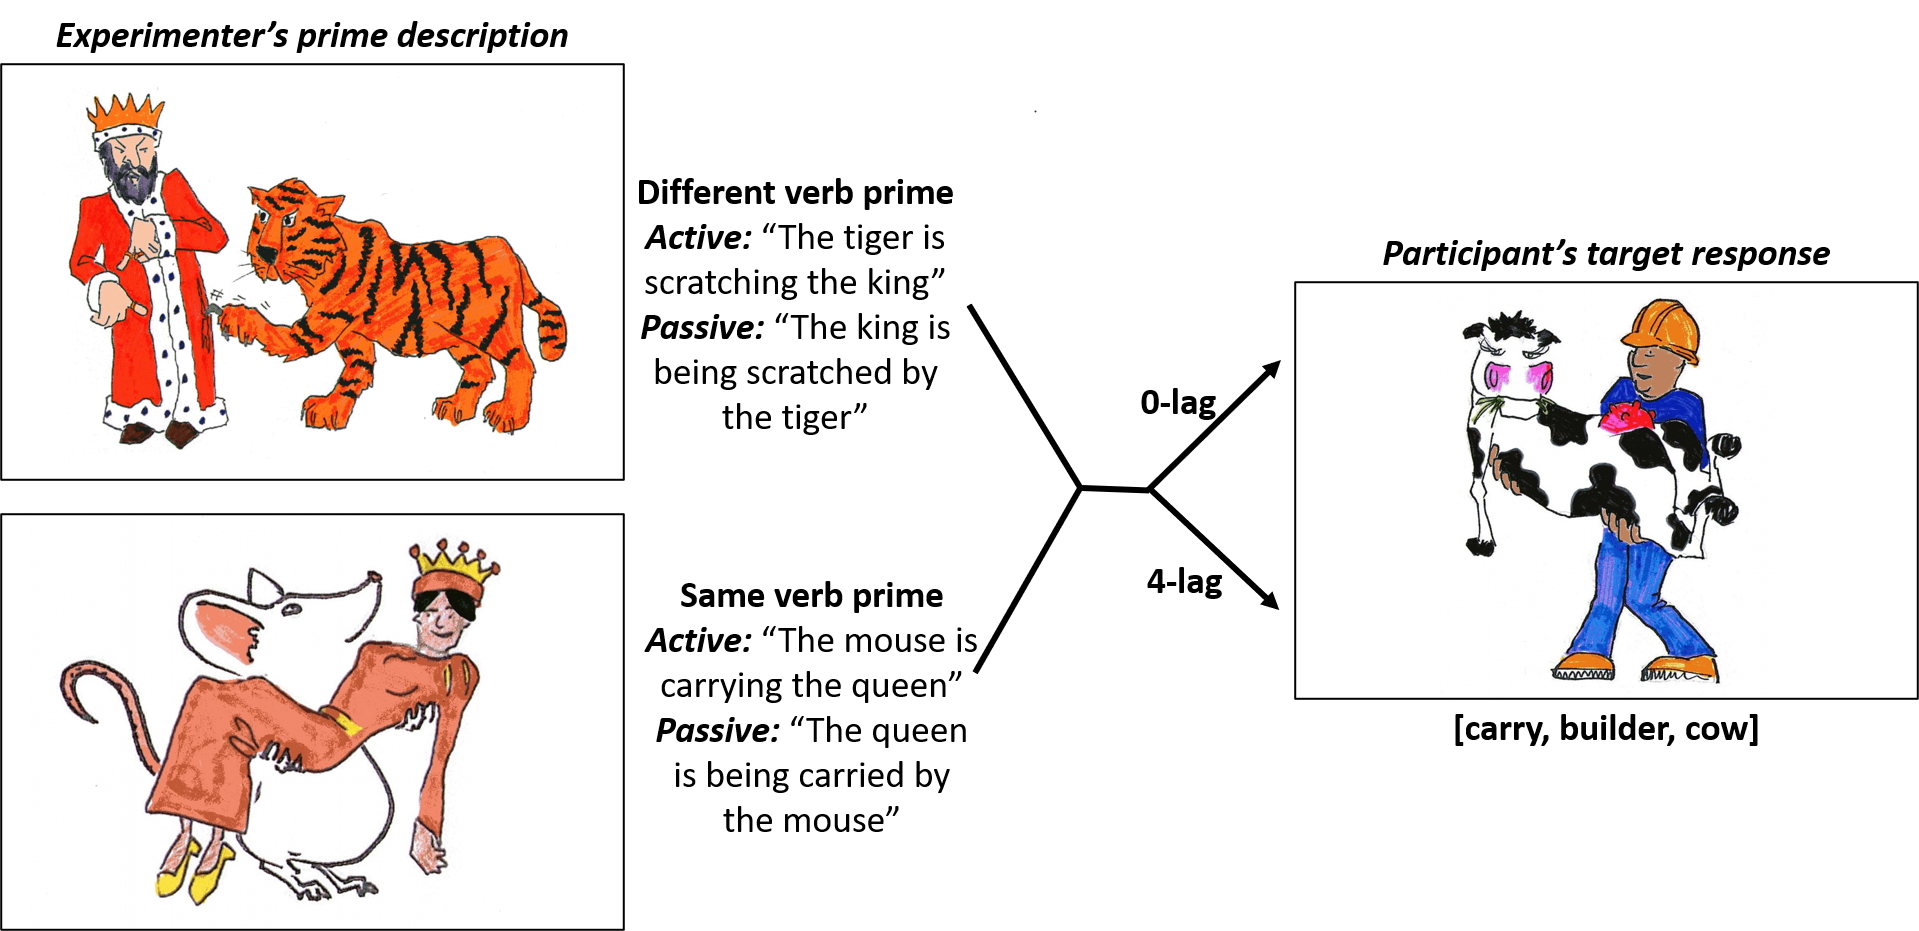 Experimenter’s prime description
Different verb prime
Active: “The tiger is
scratching the king”
Passive: “The king is
being scratched by
the tiger”
Same verb prime
Active: “The mouse is
carrying the queen”
Passive: “The queen
is being carried by
the mouse”
0-lag
4-lag
Participant’s target response
[carry, builder, cow]